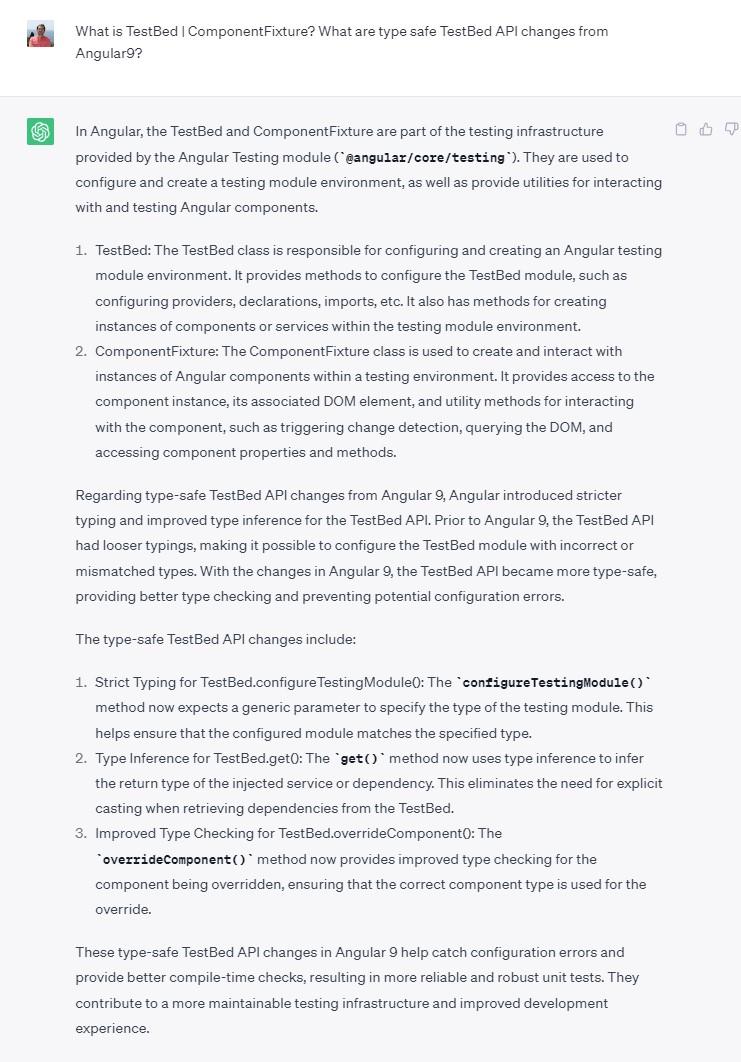 What is TestBed | ComponentFixture? What are type safe TestBed API changes from
Angular9?
In Angular, the TestBed and ComponentFixture are part of the testing infrastructure
provided by the Angular Testing module (`@angular/core/testing`). They are used to
configure and create a testing module environment, as well as provide utilities for interacting
with and testing Angular components.
1. TestBed: The TestBed class is responsible for configuring and creating an Angular testing
module environment. It provides methods to configure the TestBed module, such as
configuring providers, declarations, imports, etc. It also has methods for creating
instances of components or services within the testing module environment.
2. ComponentFixture: The ComponentFixture class is used to create and interact with
instances of Angular components within a testing environment. It provides access to the
component instance, its associated DOM element, and utility methods for interacting
with the component, such as triggering change detection, querying the DOM, and
accessing component properties and methods.
Regarding type-safe TestBed API changes from Angular 9, Angular introduced stricter
typing and improved type inference for the TestBed API. Prior to Angular 9, the TestBed API
had looser typings, making it possible to configure the TestBed module with incorrect or
mismatched types. With the changes in Angular 9, the TestBed API became more type-safe,
providing better type checking and preventing potential configuration errors.
The type-safe TestBed API changes include:
1. Strict Typing for TestBed.configureTestingModule(): The `configureTestingModule()`
method now expects a generic parameter to specify the type of the testing module. This
helps ensure that the configured module matches the specified type.
2. Type Inference for TestBed.get(): The `get()` method now uses type inference to infer
the return type of the injected service or dependency. This eliminates the need for explicit
casting when retrieving dependencies from the TestBed.
3. Improved Type Checking for TestBed.overrideComponent(): The
`overrideComponent()` method now provides improved type checking for the
component being overridden, ensuring that the correct component type is used for the
override.
These type-safe TestBed API changes in Angular 9 help catch configuration errors and
provide better compile-time checks, resulting in more reliable and robust unit tests. They
contribute to a more maintainable testing infrastructure and improved development
experience.